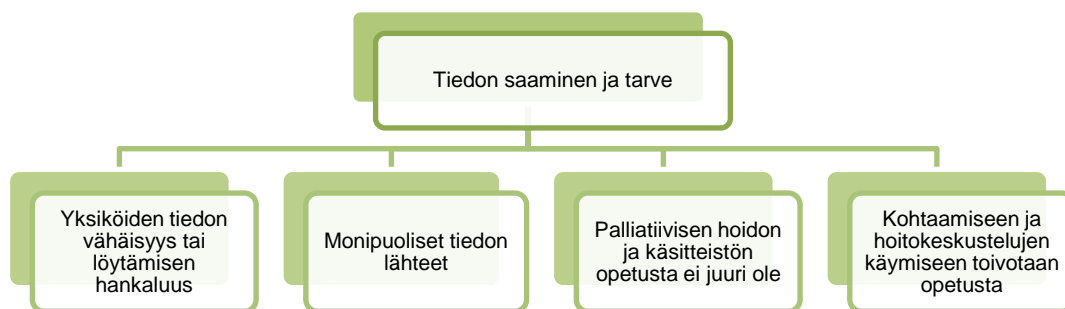 Tiedon saaminen ja tarve
Yksiköiden tiedon
vähäisyys tai
löytämisen
hankaluus
Monipuoliset tiedon
lähteet
Palliatiivisen hoidon
ja käsitteistön
opetusta ei juuri ole
Kohtaamiseen ja
hoitokeskustelujen
käymiseen toivotaan
opetusta